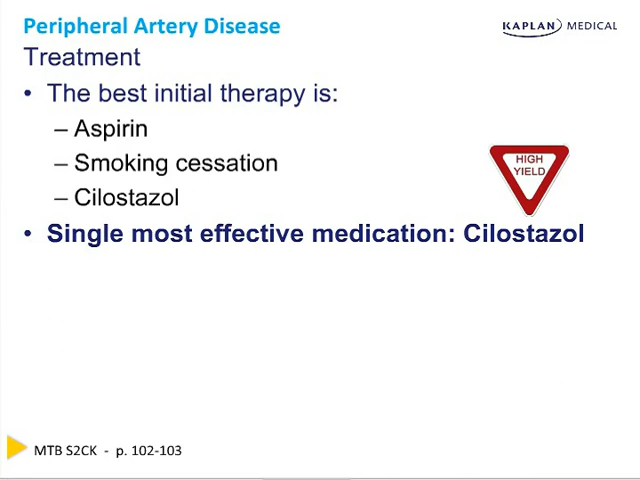 Peripheral Artery Disease
KAPLAN MEDICAL
Treatment
• The best initial therapy is:
– Aspirin
– Smoking cessation
– Cilostazol
HIGH
YIELD
• Single most effective medication: Cilostazol
MTB S2CK - p. 102-103